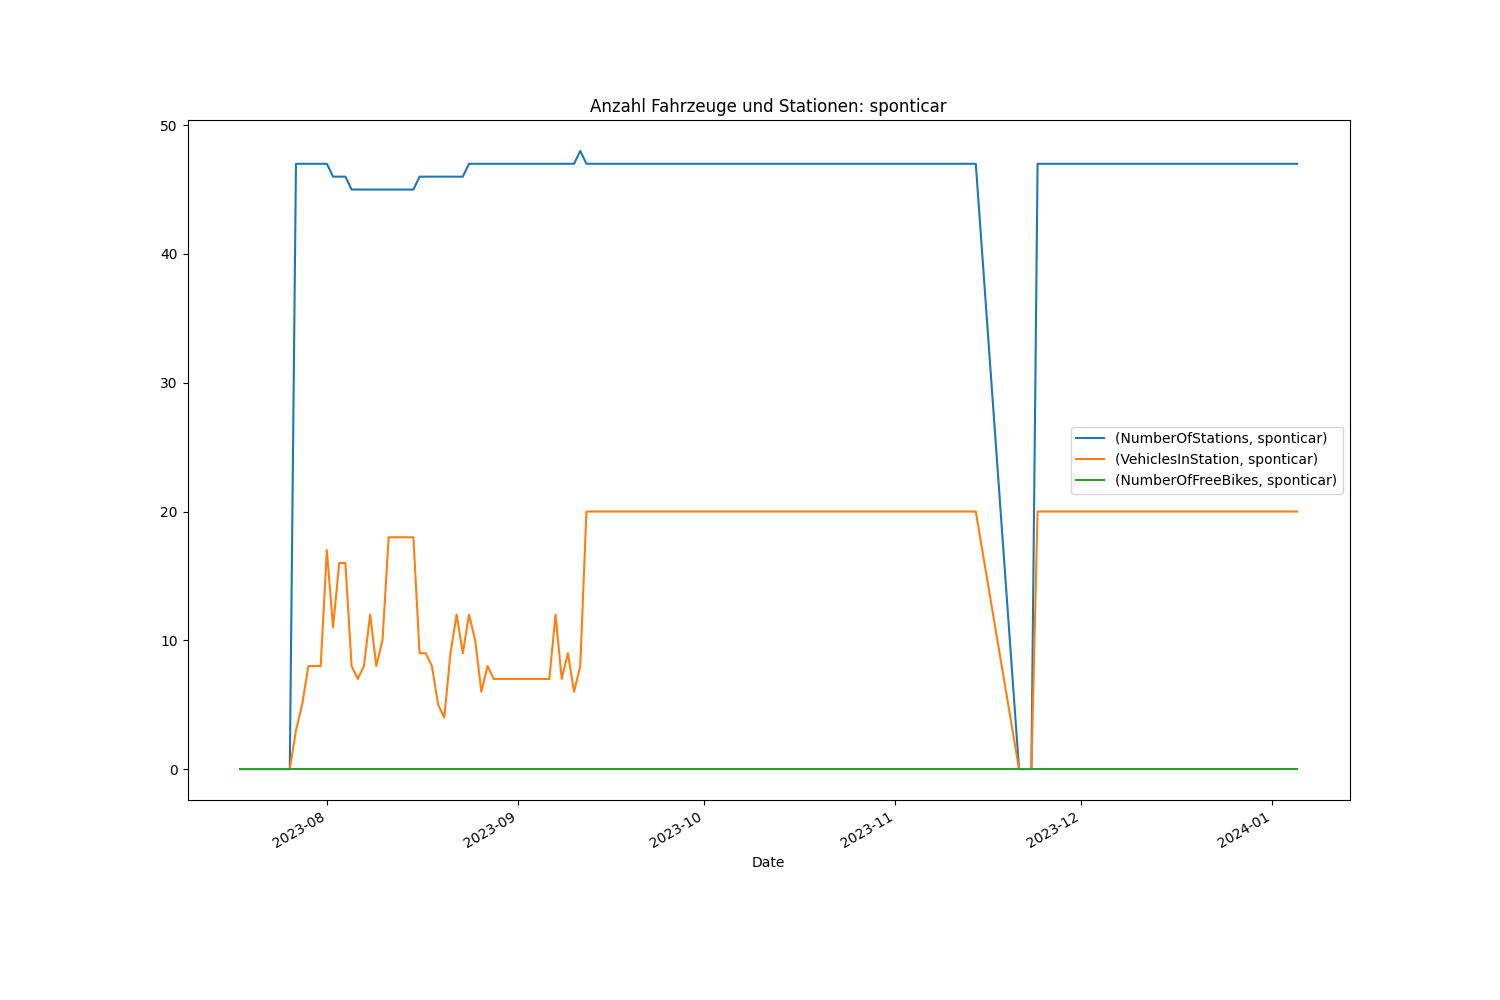 Anzahl Fahrzeuge und Stationen: sponticar
50
40
30
20
10
0
(NumberOfStations, sponticar)
(VehiclesInStation, sponticar)
(NumberOfFreeBikes, sponticar)
2023-08
2023-09
2023-10
2023-11
2023-12
2024-01
Date